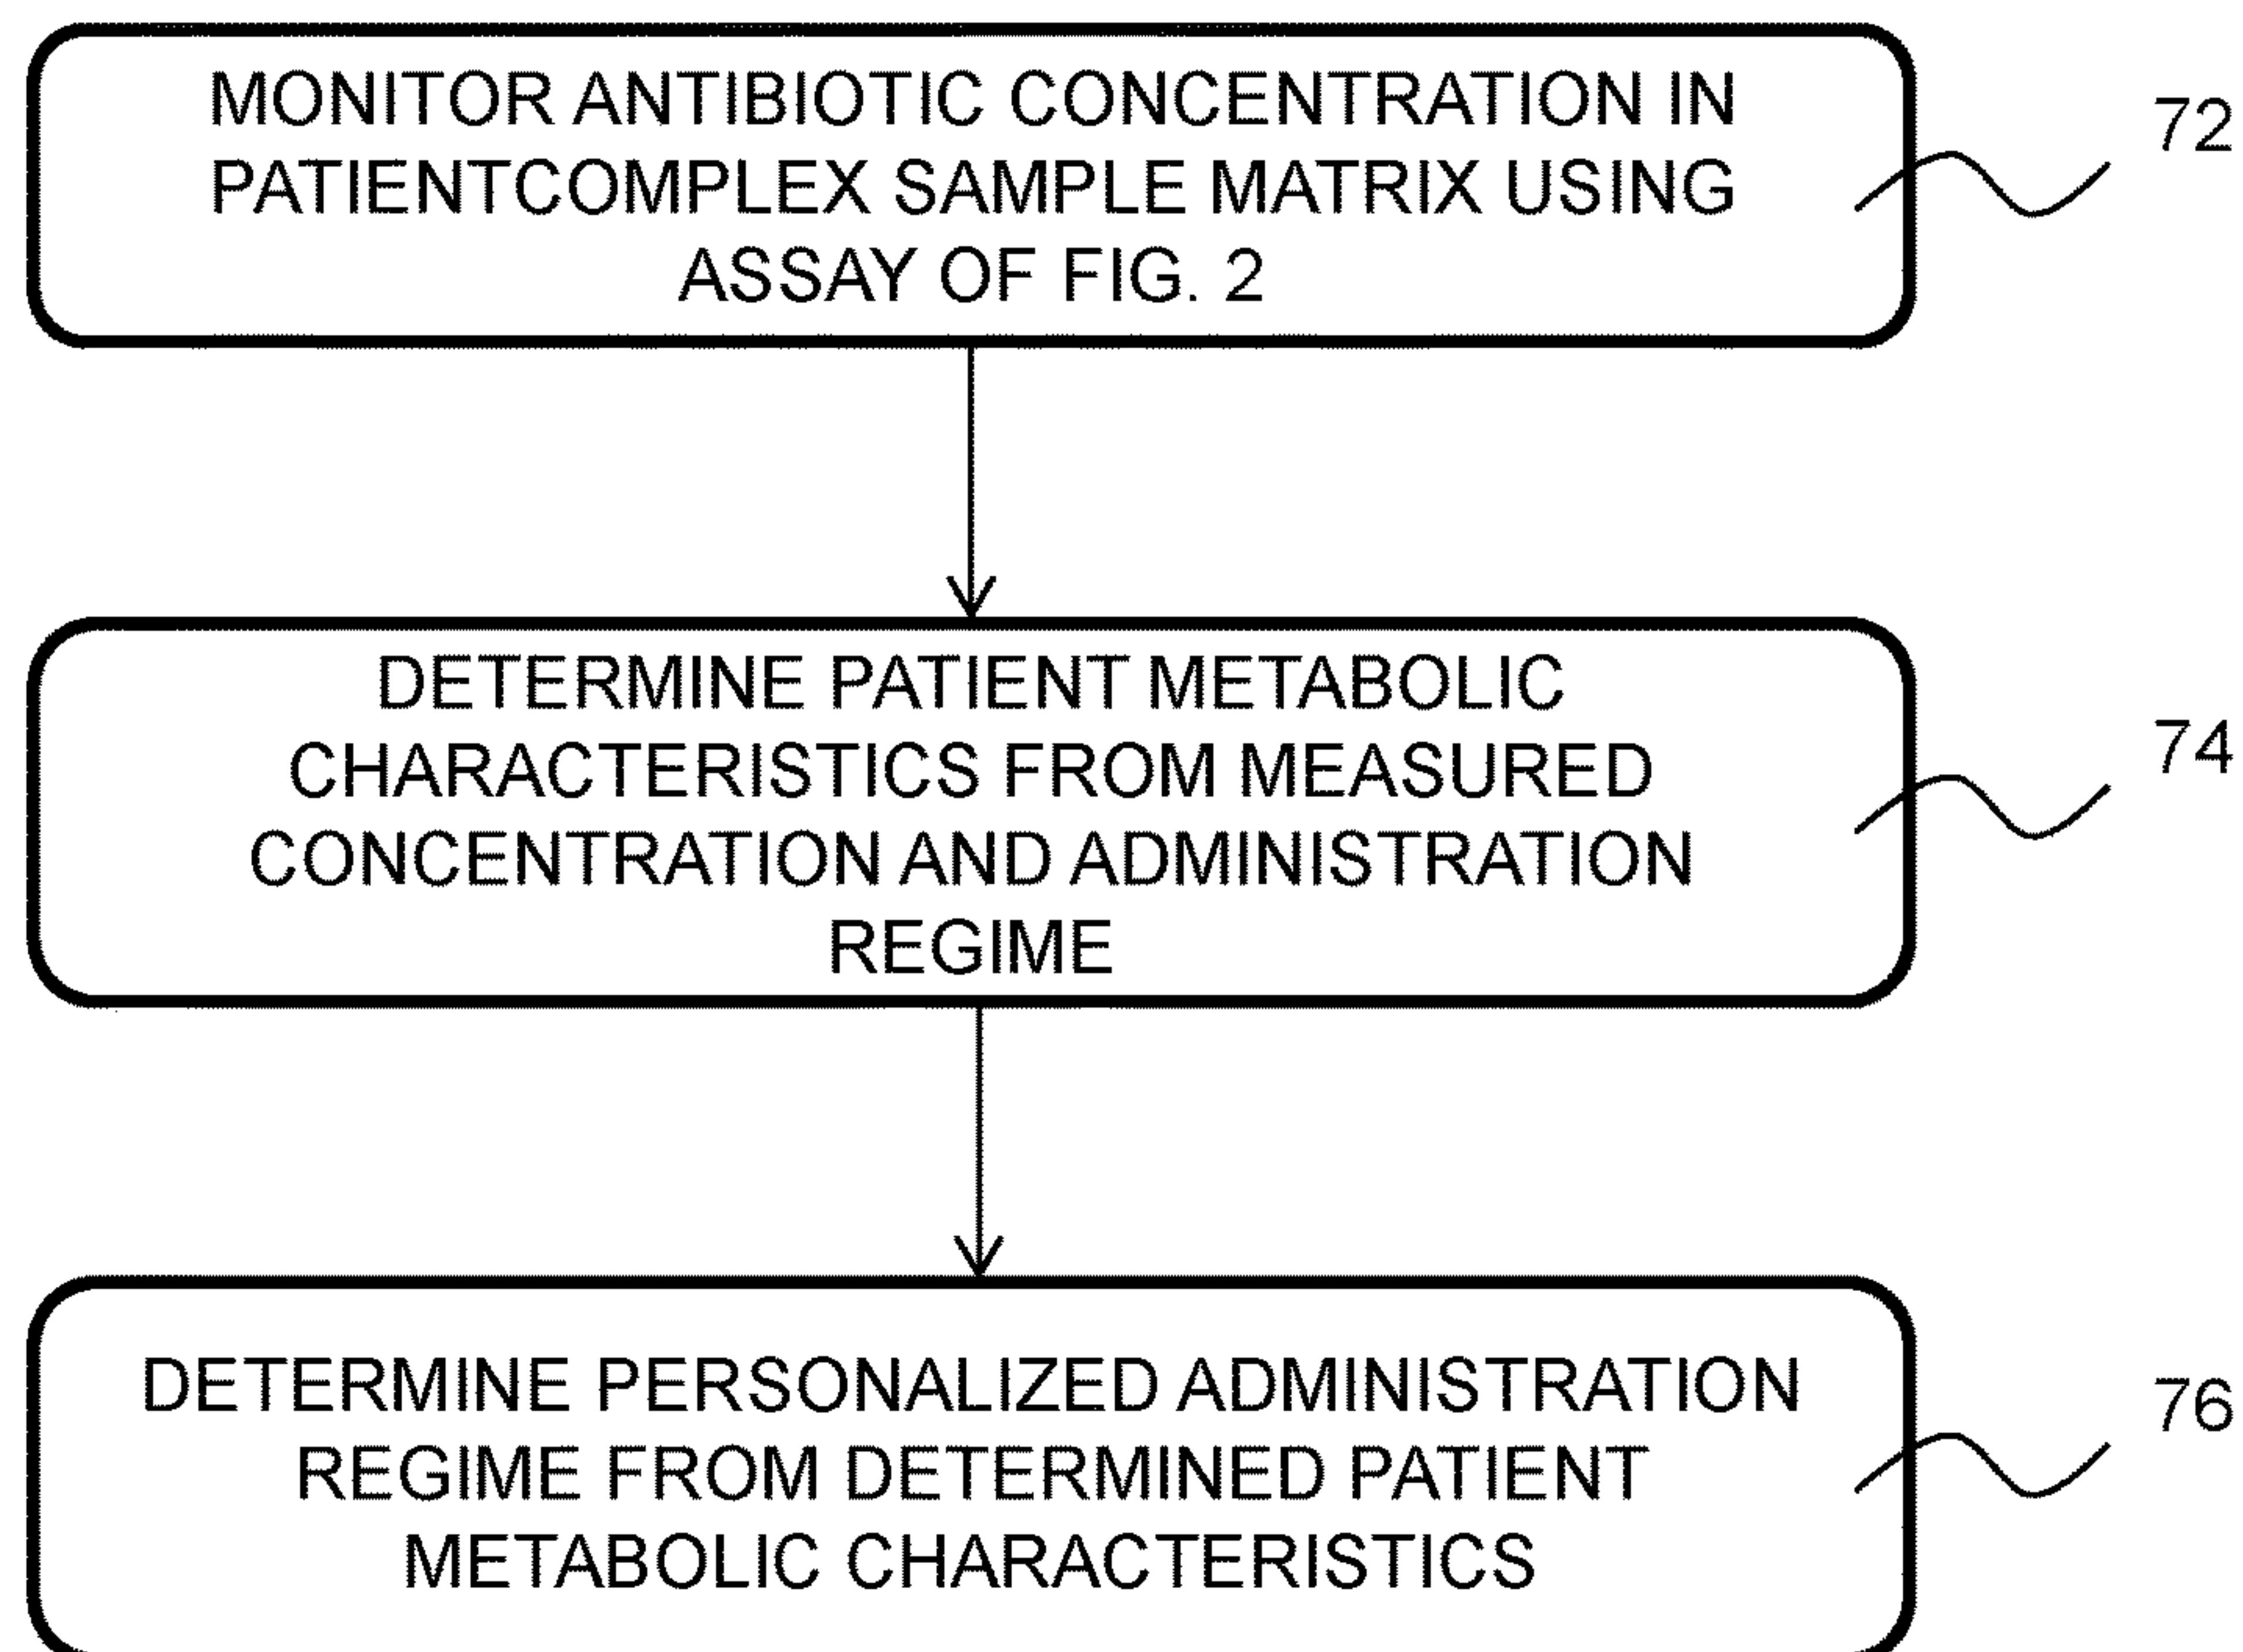 MONITOR ANTIBIOTIC CONCENTRATION IN
PATIENTCOMPLEX SAMPLE MATRIX USING
ASSAY OF FIG. 2
72
DETERMINE PATIENT METABOLIC
CHARACTERISTICS FROM MEASURED
CONCENTRATION AND ADMINISTRATION
REGIME
74
DETERMINE PERSONALIZED ADMINISTRATION
REGIME FROM DETERMINED PATIENT
METABOLIC CHARACTERISTICS
76